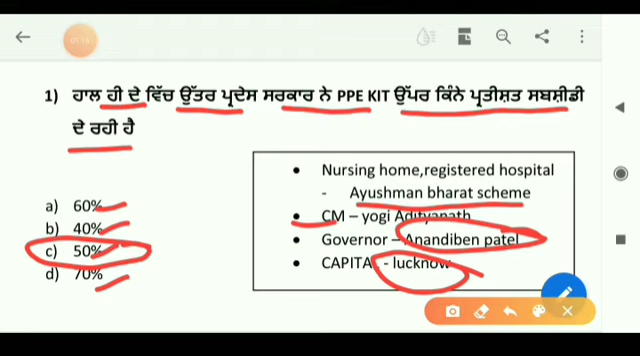 1) ਹਾਲ ਹੀ ਦੇ ਵਿੱਚ ਉੱਤਰ ਪ੍ਰਦੇਸ ਸਰਕਾਰ ਨੇ PPE KIT ਉੱਪਰ ਕਿੰਨੇ ਪ੍ਰਤੀਸ਼ਤ ਸਬਸੀਡੀ
ਦੇ ਰਹੀ ਹੈ
a) 60%
b) 40%
c) 50%
d) 70%
• Nursing home,registered hospital
- Ayushman bharat scheme
• CM – yogi Adityanath
• Governor – Anandiben patel
• CAPITAL - lucknow